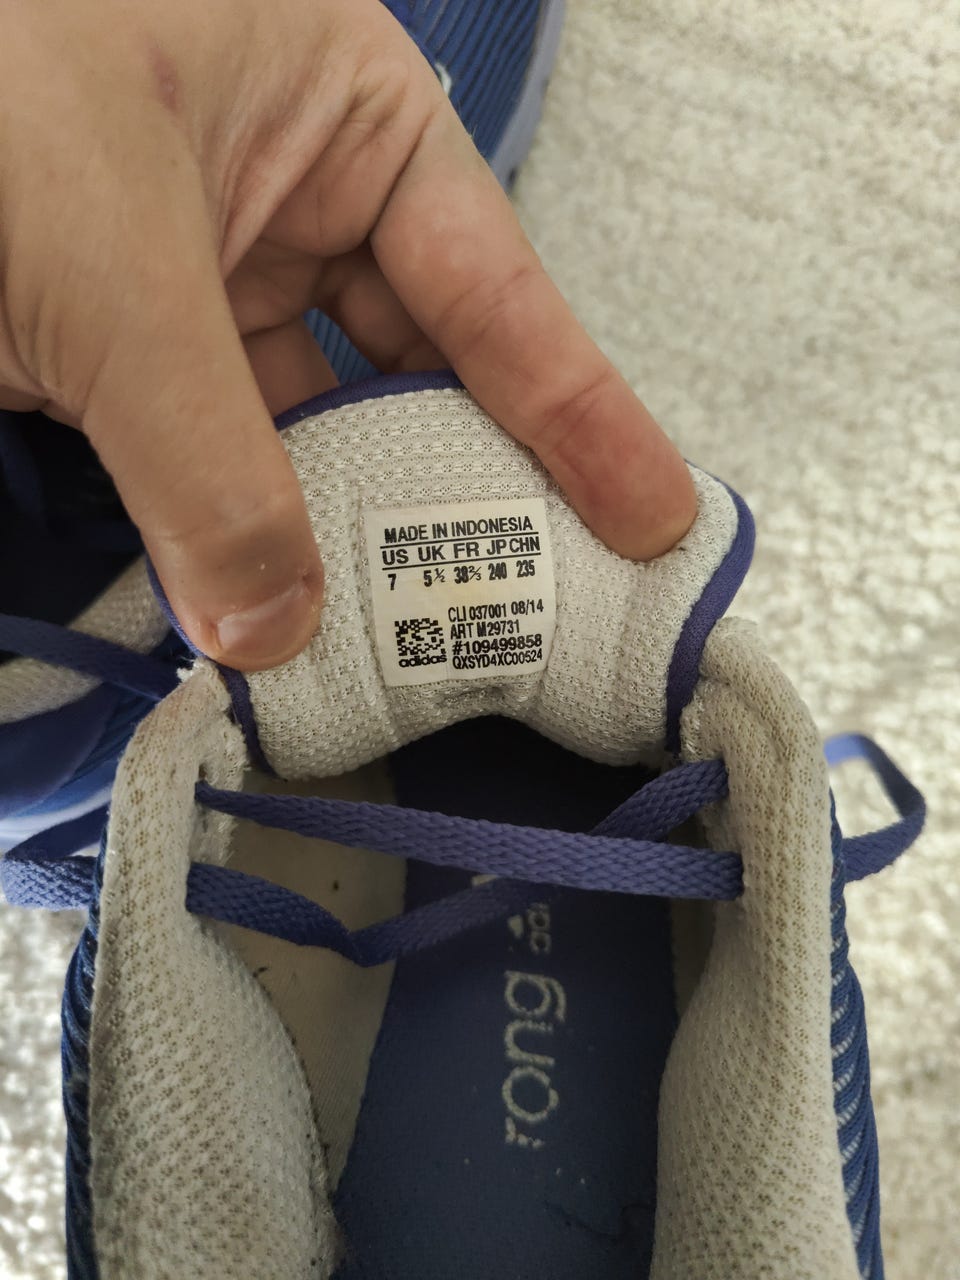 MADE IN INDONESIA
US UK FR JP CHN
7 5½ 38⅔ 240 235
CLI 037001 08/14
ART M29731
#109499858
QXSYD4XC00524
adidas
rong